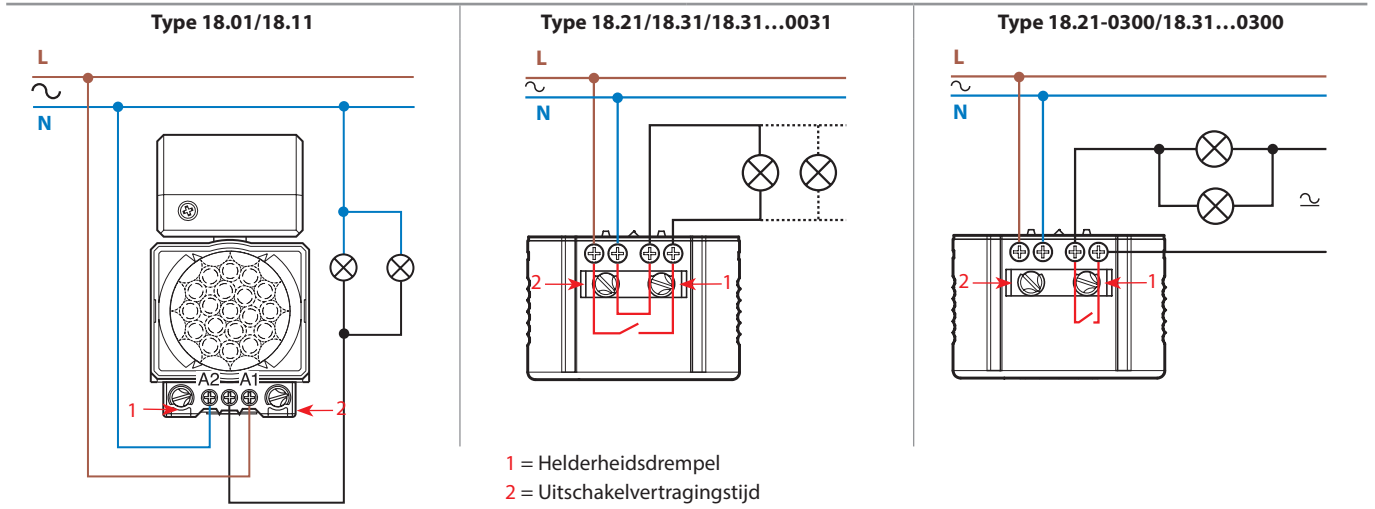 Type 18.01/18.11
L
N
A2 A1
1
2
Type 18.21/18.31/18.31…0031
L
N
2
1
1 = Helderheidsdrempel
2 = Uitschakelvertragingstijd
Type 18.21-0300/18.31…0300
L
N
2
1